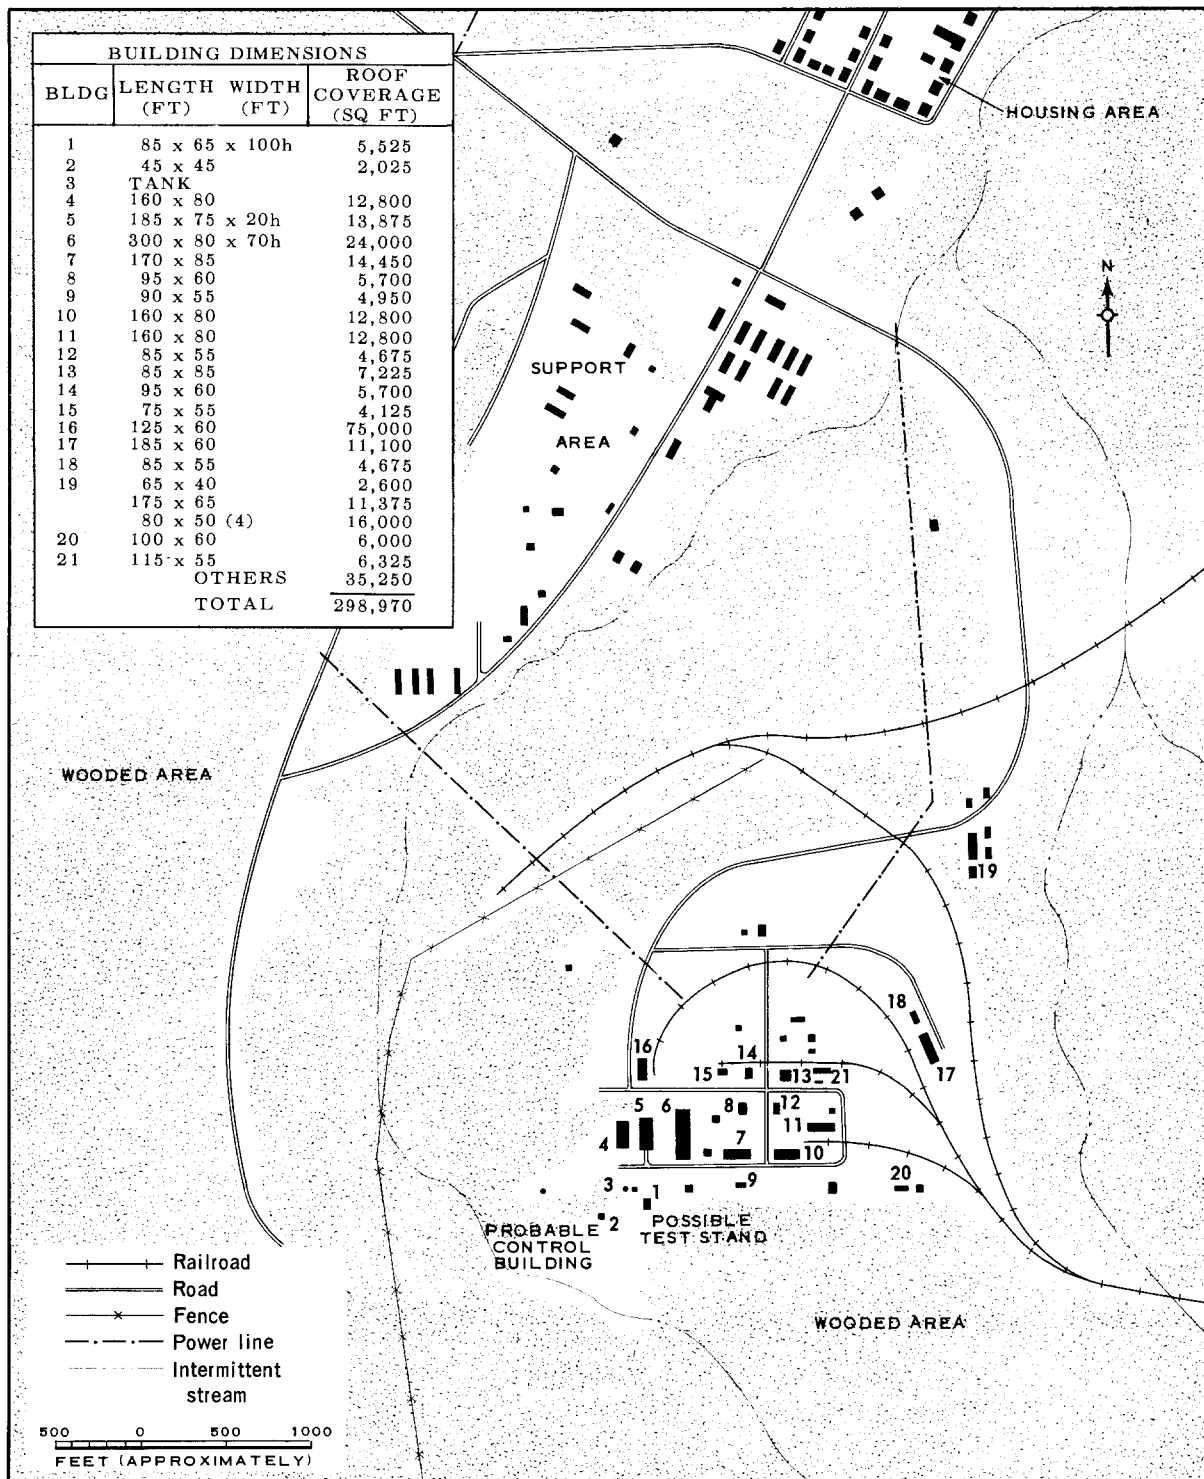 BUILDING DIMENSIONS
BLDG LENGTH (FT) WIDTH (FT) ROOF COVERAGE (SQ FT)
1 85 x 65 x 100h 5,525
2 45 x 45 2,025
3 TANK
4 160 x 80 12,800
5 185 x 75 x 20h 13,875
6 300 x 80 x 70h 24,000
7 170 x 85 14,450
8 95 x 60 5,700
9 90 x 55 4,950
10 160 x 80 12,800
11 160 x 80 12,800
12 85 x 55 4,675
13 85 x 85 7,225
14 95 x 60 5,700
15 75 x 55 4,125
16 125 x 60 75,000
17 185 x 60 11,100
18 85 x 55 4,675
19 65 x 40 2,600
175 x 65 11,375
80 x 50 (4) 16,000
20 100 x 60 6,000
21 115 x 55 6,325
OTHERS 35,250
TOTAL 298,970
HOUSING AREA
N
SUPPORT
AREA
WOODED AREA
19
18
16
14
15
13
21
17
5
6
8
12
4
11
7
10
3
9
20
1
2
PROBABLE
CONTROL
BUILDING
POSSIBLE
TEST STAND
WOODED AREA
Railroad
Road
Fence
Power line
Intermittent
stream
500 0 500 1000
FEET (APPROXIMATELY)